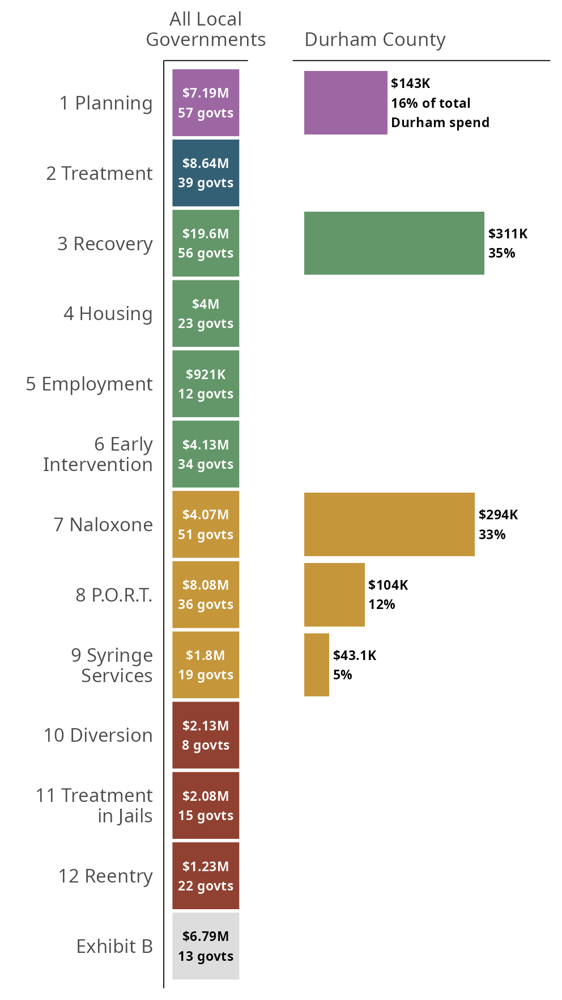 All Local
Governments
Durham County
1 Planning
$7.19M
57 govts
$143K
16% of total
Durham spend
2 Treatment
$8.64M
39 govts
3 Recovery
$19.6M
56 govts
$311K
35%
4 Housing
$4M
23 govts
5 Employment
$921K
12 govts
6 Early
Intervention
$4.13M
34 govts
7 Naloxone
$4.07M
51 govts
$294K
33%
8 P.O.R.T.
$8.08M
36 govts
$104K
12%
9 Syringe
Services
$1.8M
19 govts
$43.1K
5%
10 Diversion
$2.13M
8 govts
11 Treatment
in Jails
$2.08M
15 govts
12 Reentry
$1.23M
22 govts
Exhibit B
$6.79M
13 govts